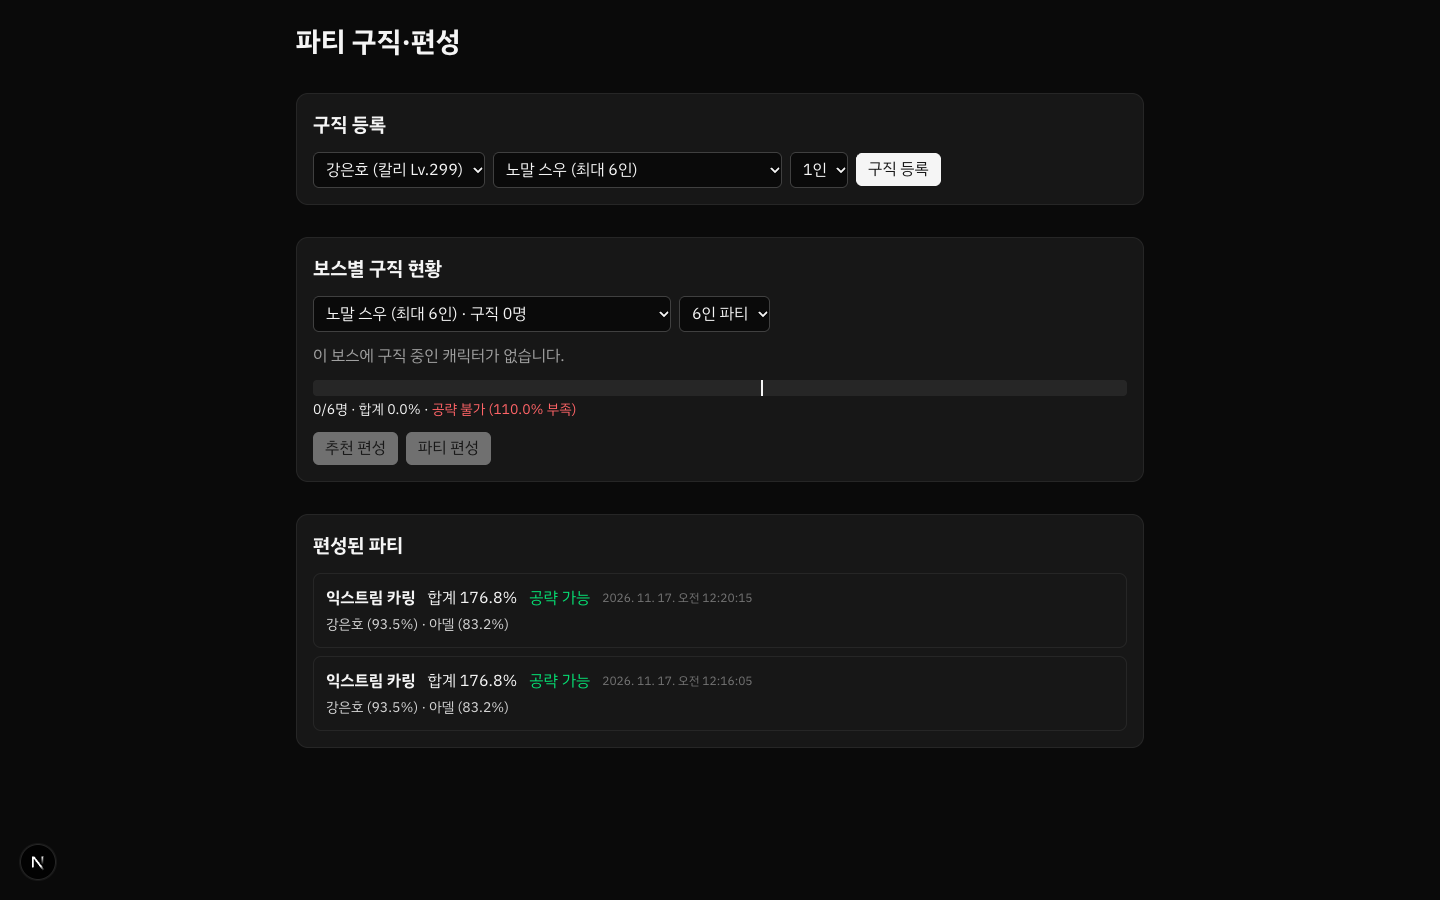 파티 구직·편성
구직 등록
강은호 (칼리 Lv.299) 노말 스우 (최대 6인) 1인 구직 등록
보스별 구직 현황
노말 스우 (최대 6인) · 구직 0명 6인 파티
이 보스에 구직 중인 캐릭터가 없습니다.
0/6명 · 합계 0.0% · 공략 불가 (110.0% 부족)
추천 편성 파티 편성
편성된 파티
익스트림 카링 합계 176.8% 공략 가능 2026. 11. 17. 오전 12:20:15
강은호 (93.5%) · 아델 (83.2%)
익스트림 카링 합계 176.8% 공략 가능 2026. 11. 17. 오전 12:16:05
강은호 (93.5%) · 아델 (83.2%)
N